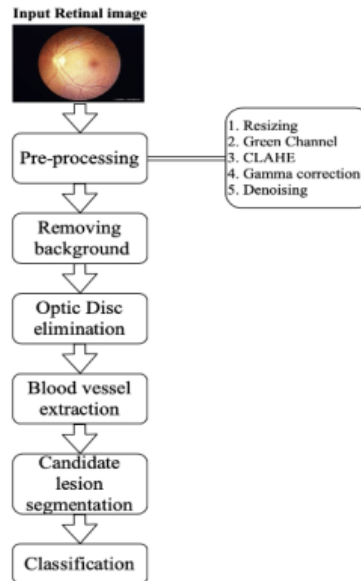 Input Retinal image
Pre-processing
1. Resizing
2. Green Channel
3. CLAHE
4. Gamma correction
5. Denoising
Removing
background
Optic Disc
elimination
Blood vessel
extraction
Candidate
lesion
segmentation
Classification